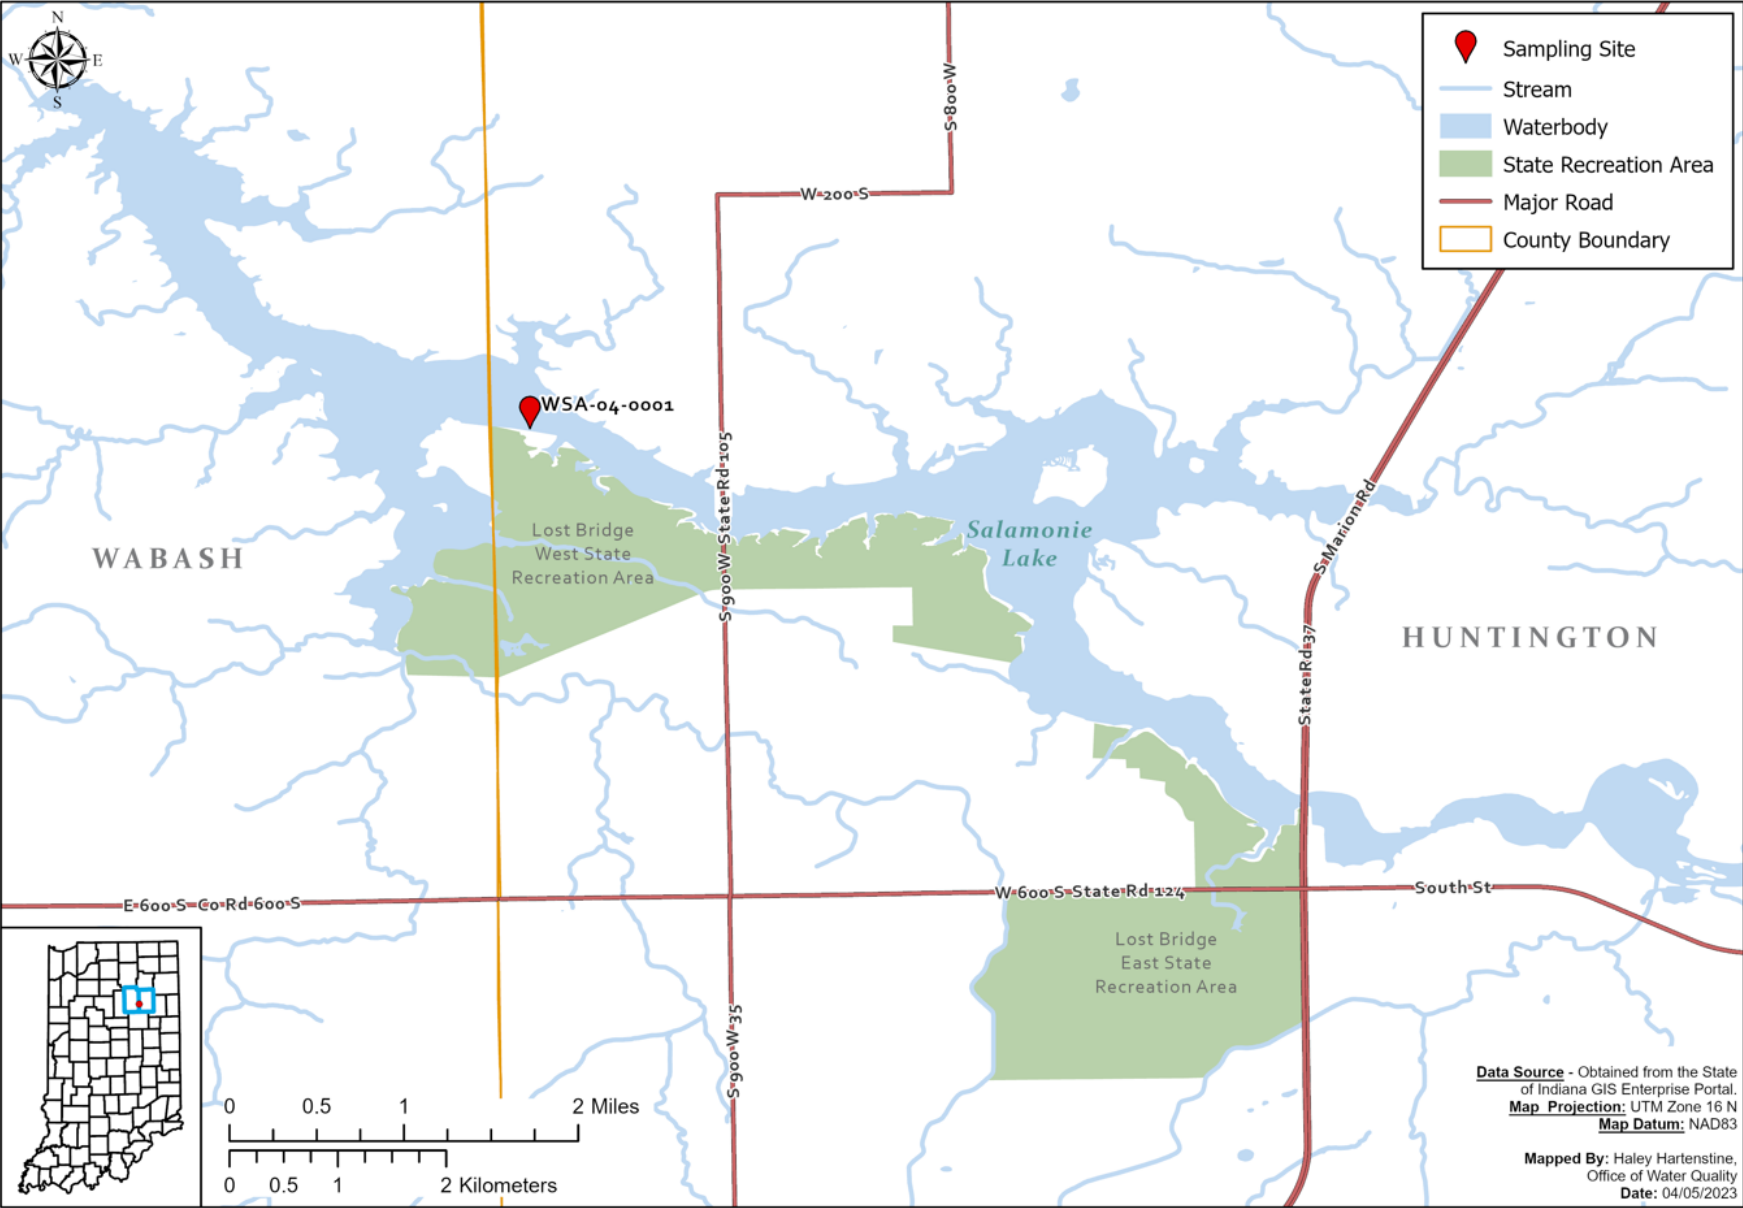 N
W
E
S
Sampling Site
Stream
Waterbody
State Recreation Area
Major Road
County Boundary
S 800 W
W 200 S
WSA-04-0001
S 900 W State Rd 105
Salamonie
Lake
Lost Bridge
West State
Recreation Area
WABASH
S Marion Rd
HUNTINGTON
State Rd 37
E 600 S Co Rd 600 S
W 600 S State Rd 124
South St
Lost Bridge
East State
Recreation Area
S 900 W 35
0 0.5 1 2 Miles
0 0.5 1 2 Kilometers
Data Source - Obtained from the State
of Indiana GIS Enterprise Portal.
Map Projection: UTM Zone 16 N
Map Datum: NAD83
Mapped By: Haley Hartenstine,
Office of Water Quality
Date: 04/05/2023